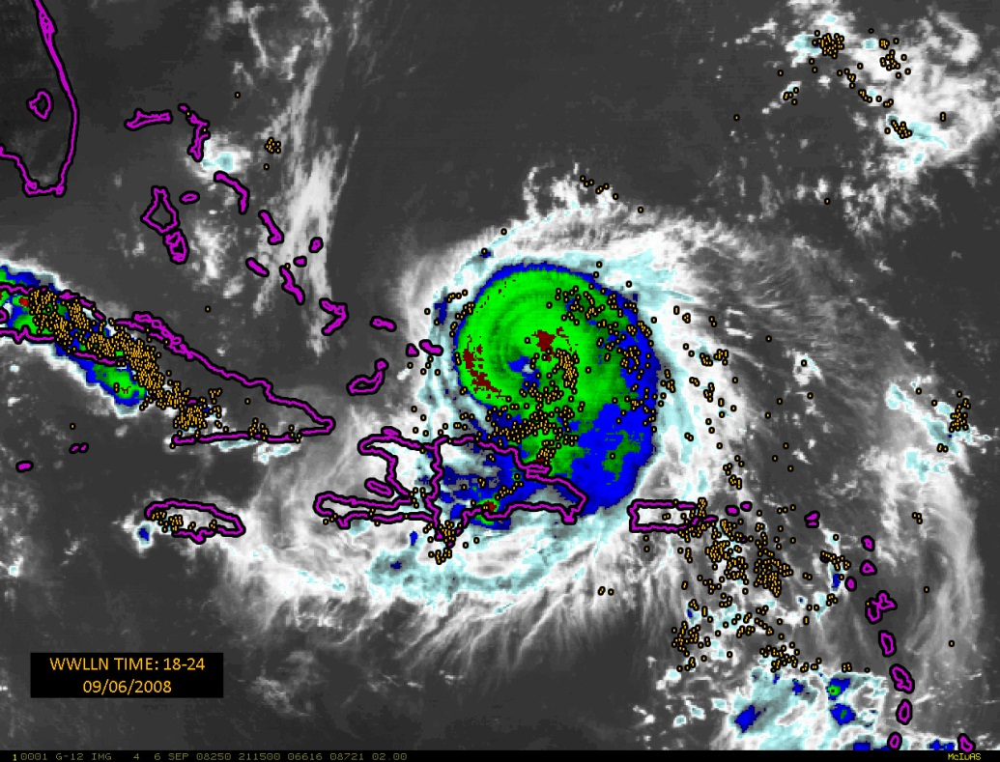 WWLLN TIME: 18-24
09/06/2008
1 0001 G-12 IMG 4 6 SEP 08250 211500 06616 08721 02.00
McIDAS